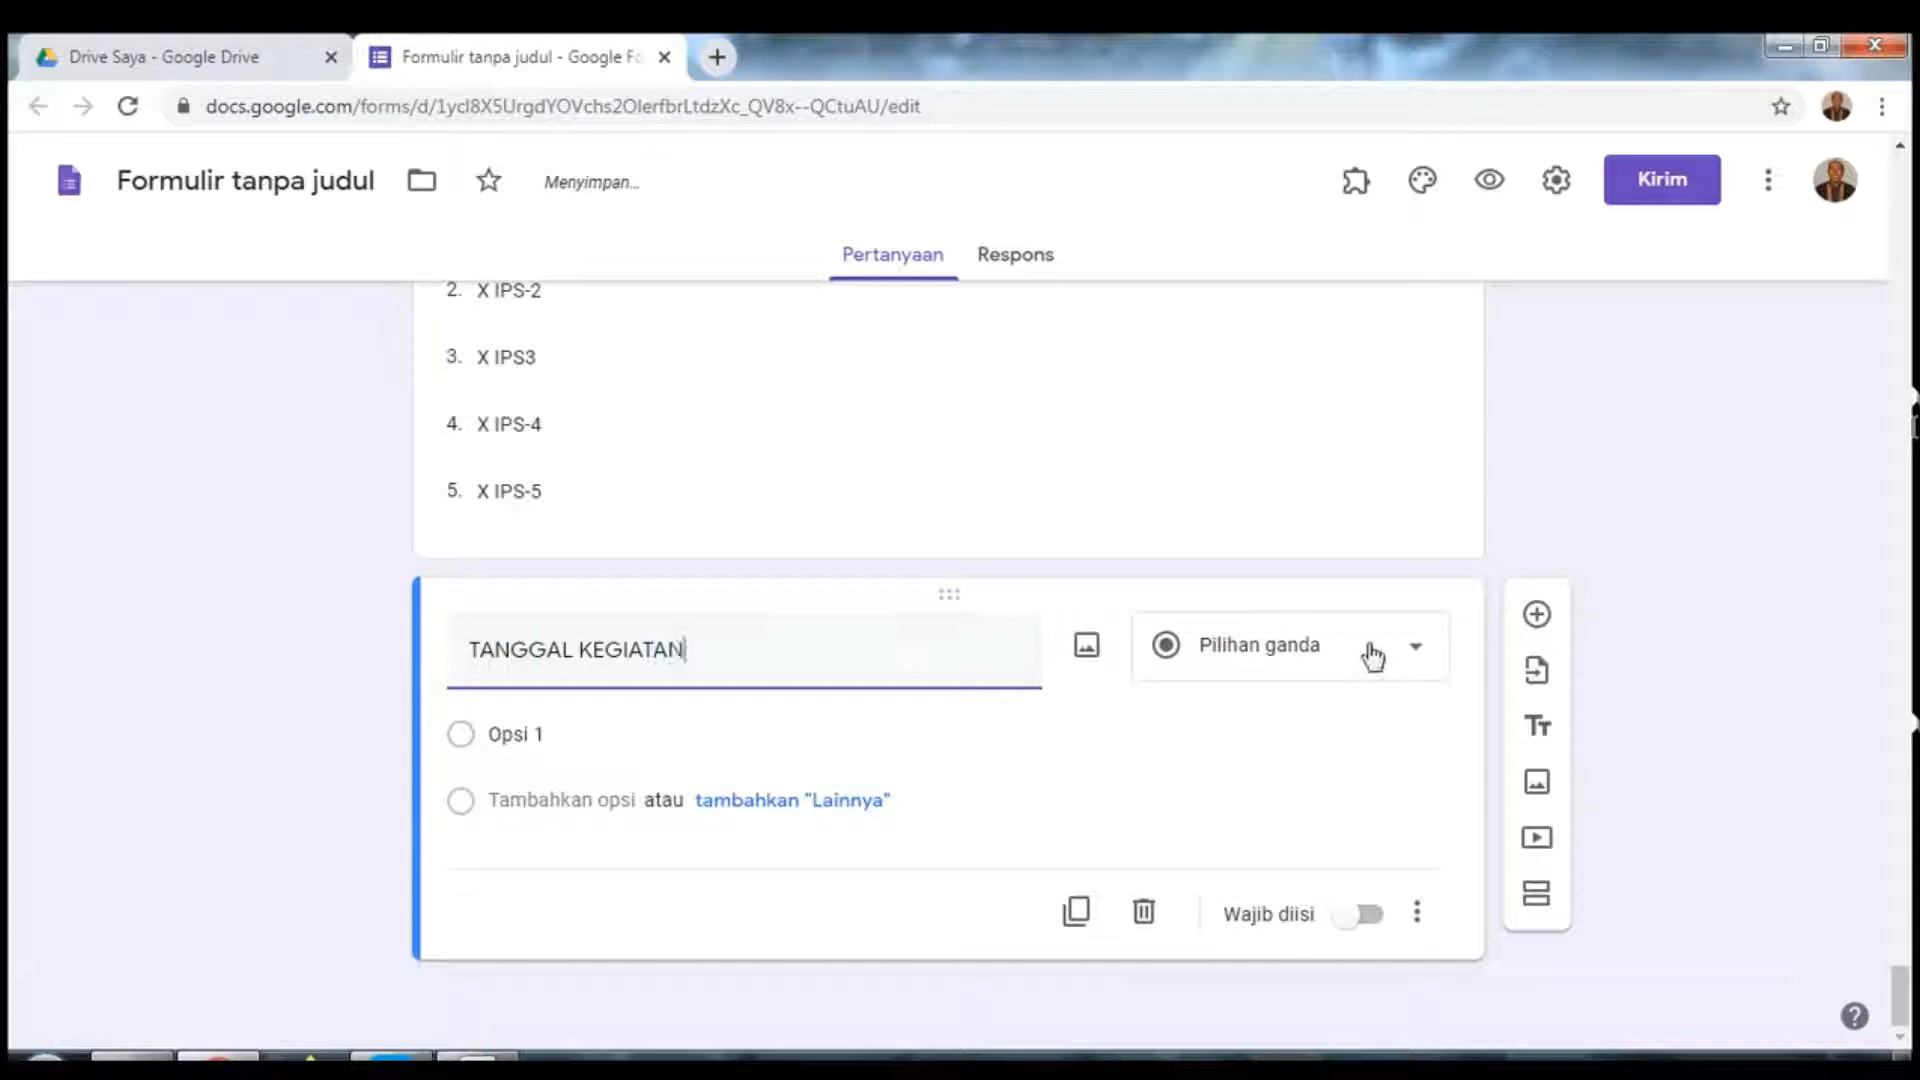 Drive Saya - Google Drive
Formulir tanpa judul - Google Fo
docs.google.com/forms/d/1ycl8X5UrgdYOVchs2OlerfbrLtdzXc_QV8x--QCtuAU/edit
Formulir tanpa judul
Menyimpan...
Kirim
Pertanyaan
Respons
2. X IPS-2
3. X IPS3
4. X IPS-4
5. X IPS-5
TANGGAL KEGIATAN
Pilihan ganda
Opsi 1
Tambahkan opsi atau tambahkan "Lainnya"
Wajib diisi